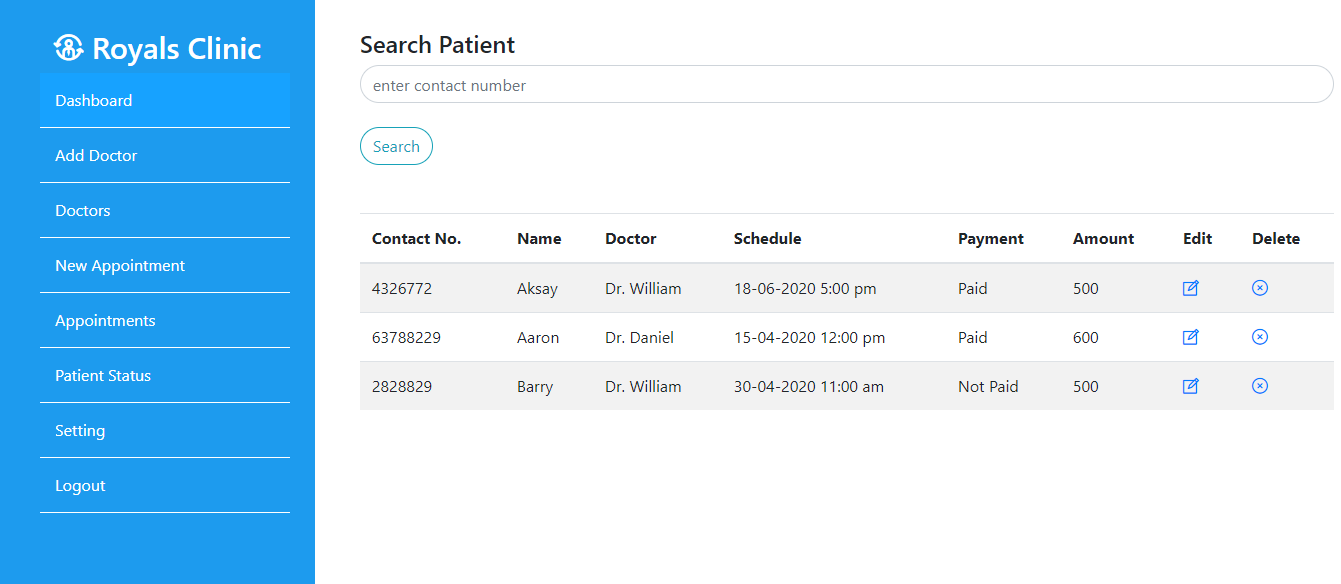 Royals Clinic
Dashboard
Add Doctor
Doctors
New Appointment
Appointments
Patient Status
Setting
Logout
Search Patient
enter contact number
Search
Contact No. Name Doctor Schedule Payment Amount Edit Delete
4326772 Aksay Dr. William 18-06-2020 5:00 pm Paid 500
63788229 Aaron Dr. Daniel 15-04-2020 12:00 pm Paid 600
2828829 Barry Dr. William 30-04-2020 11:00 am Not Paid 500